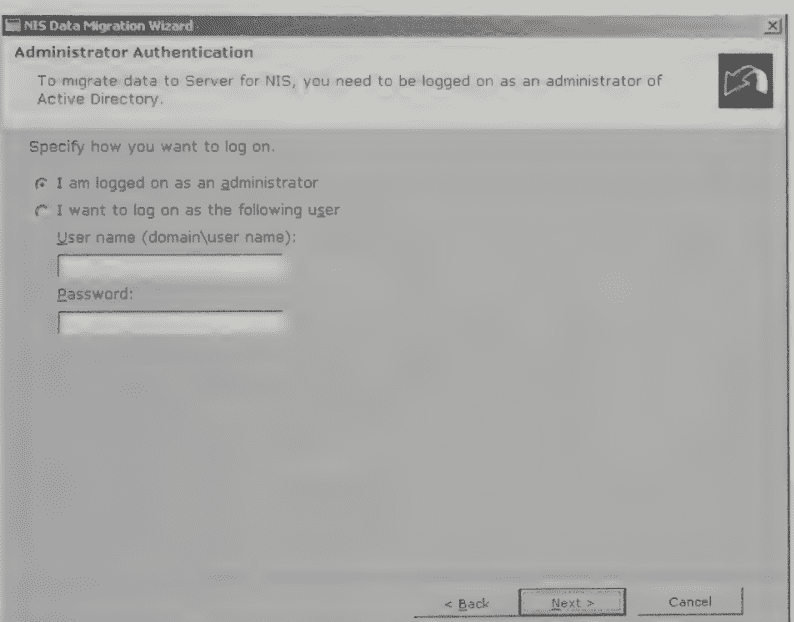 NIS Data Migration Wizard
Administrator Authentication
To migrate data to Server for NIS, you need to be logged on as an administrator of
Active Directory.
Specify how you want to log on.
I am logged on as an administrator
I want to log on as the following user
User name (domain\user name):
Password:
< Back
Next >
Cancel